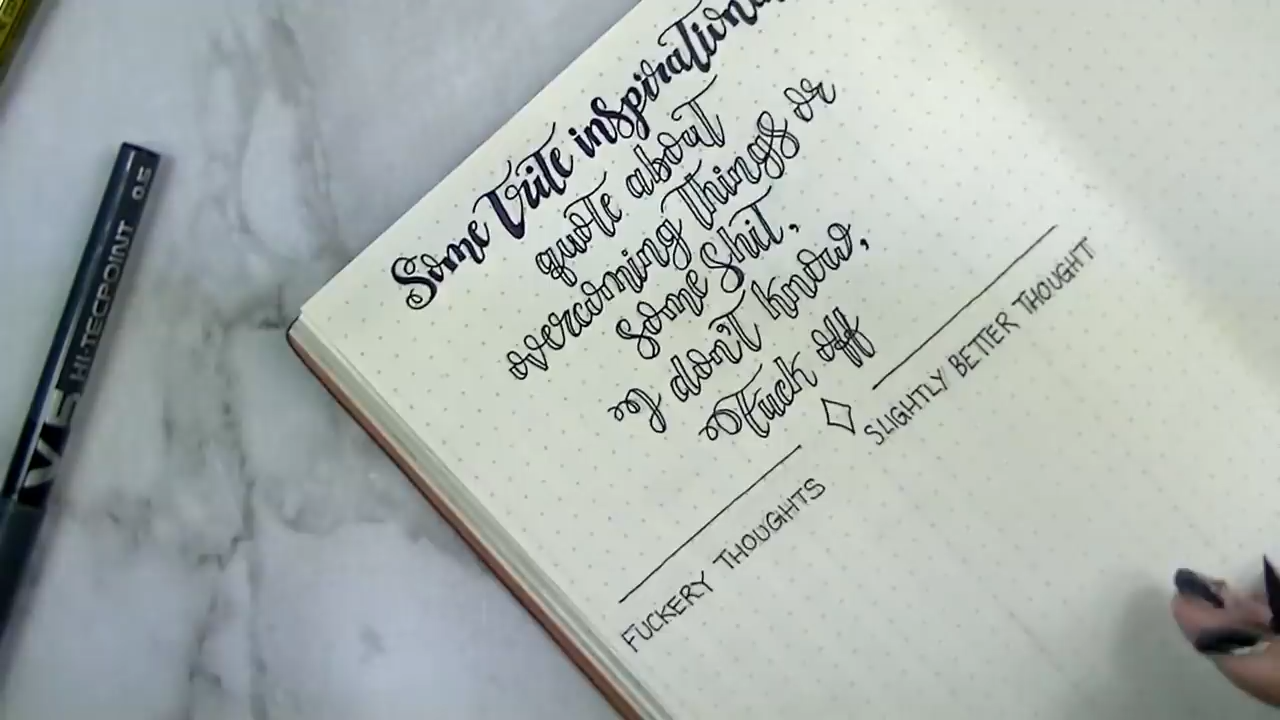 Some trite inspirational
quote about
overcoming things or
some shit,
I don't know,
Fuck off
SLIGHTLY BETTER THOUGHT
FUCKERY THOUGHTS
V5 HI-TECPOINT 0.5